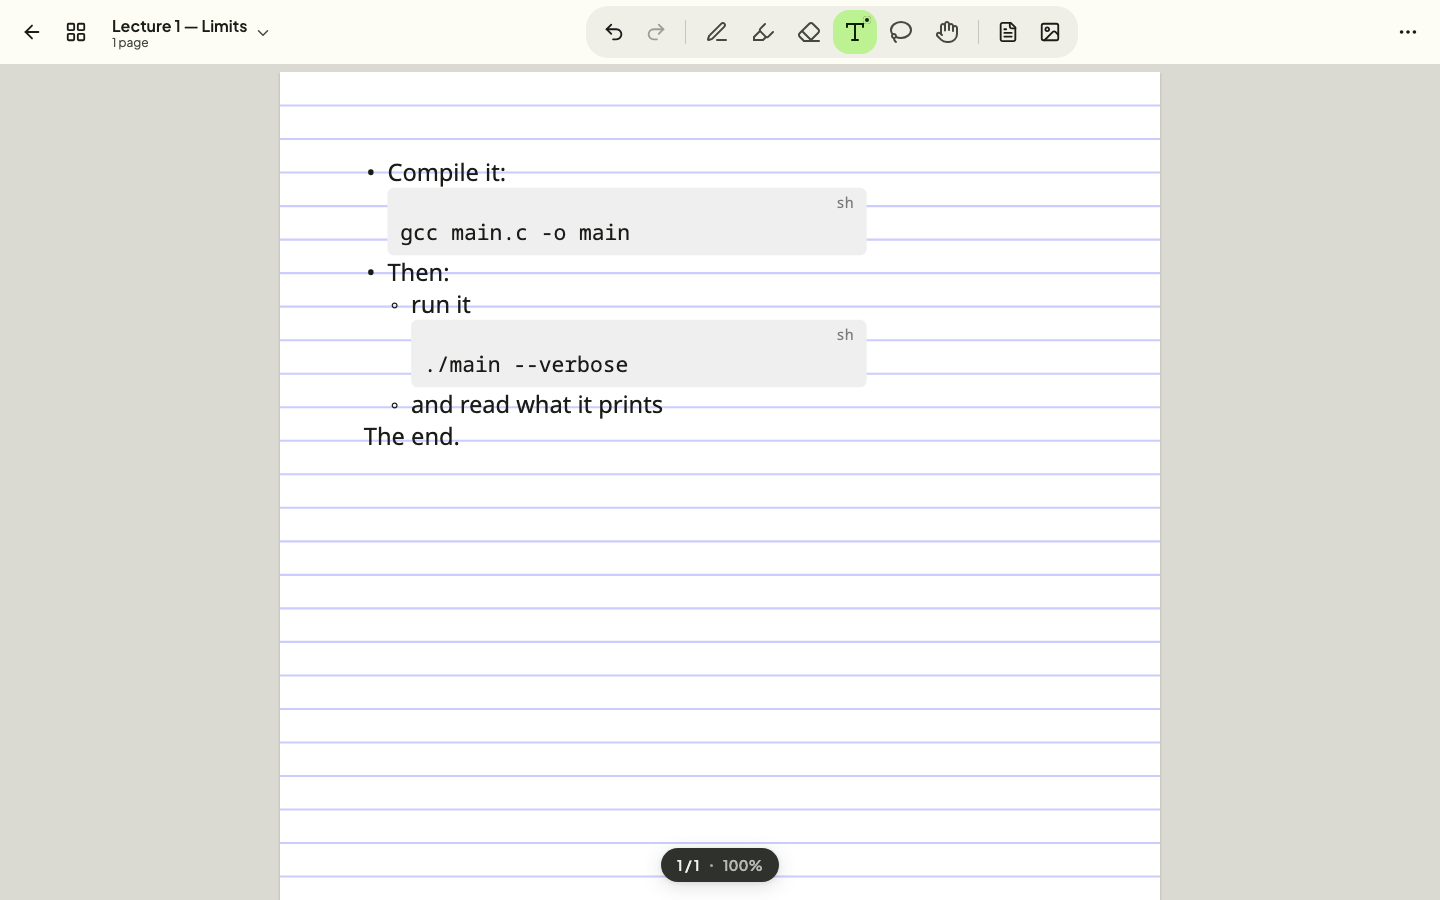 Lecture 1 — Limits
1 page
• Compile it:
sh
gcc main.c -o main
• Then:
◦ run it
sh
./main --verbose
◦ and read what it prints
The end.
1/1 · 100%